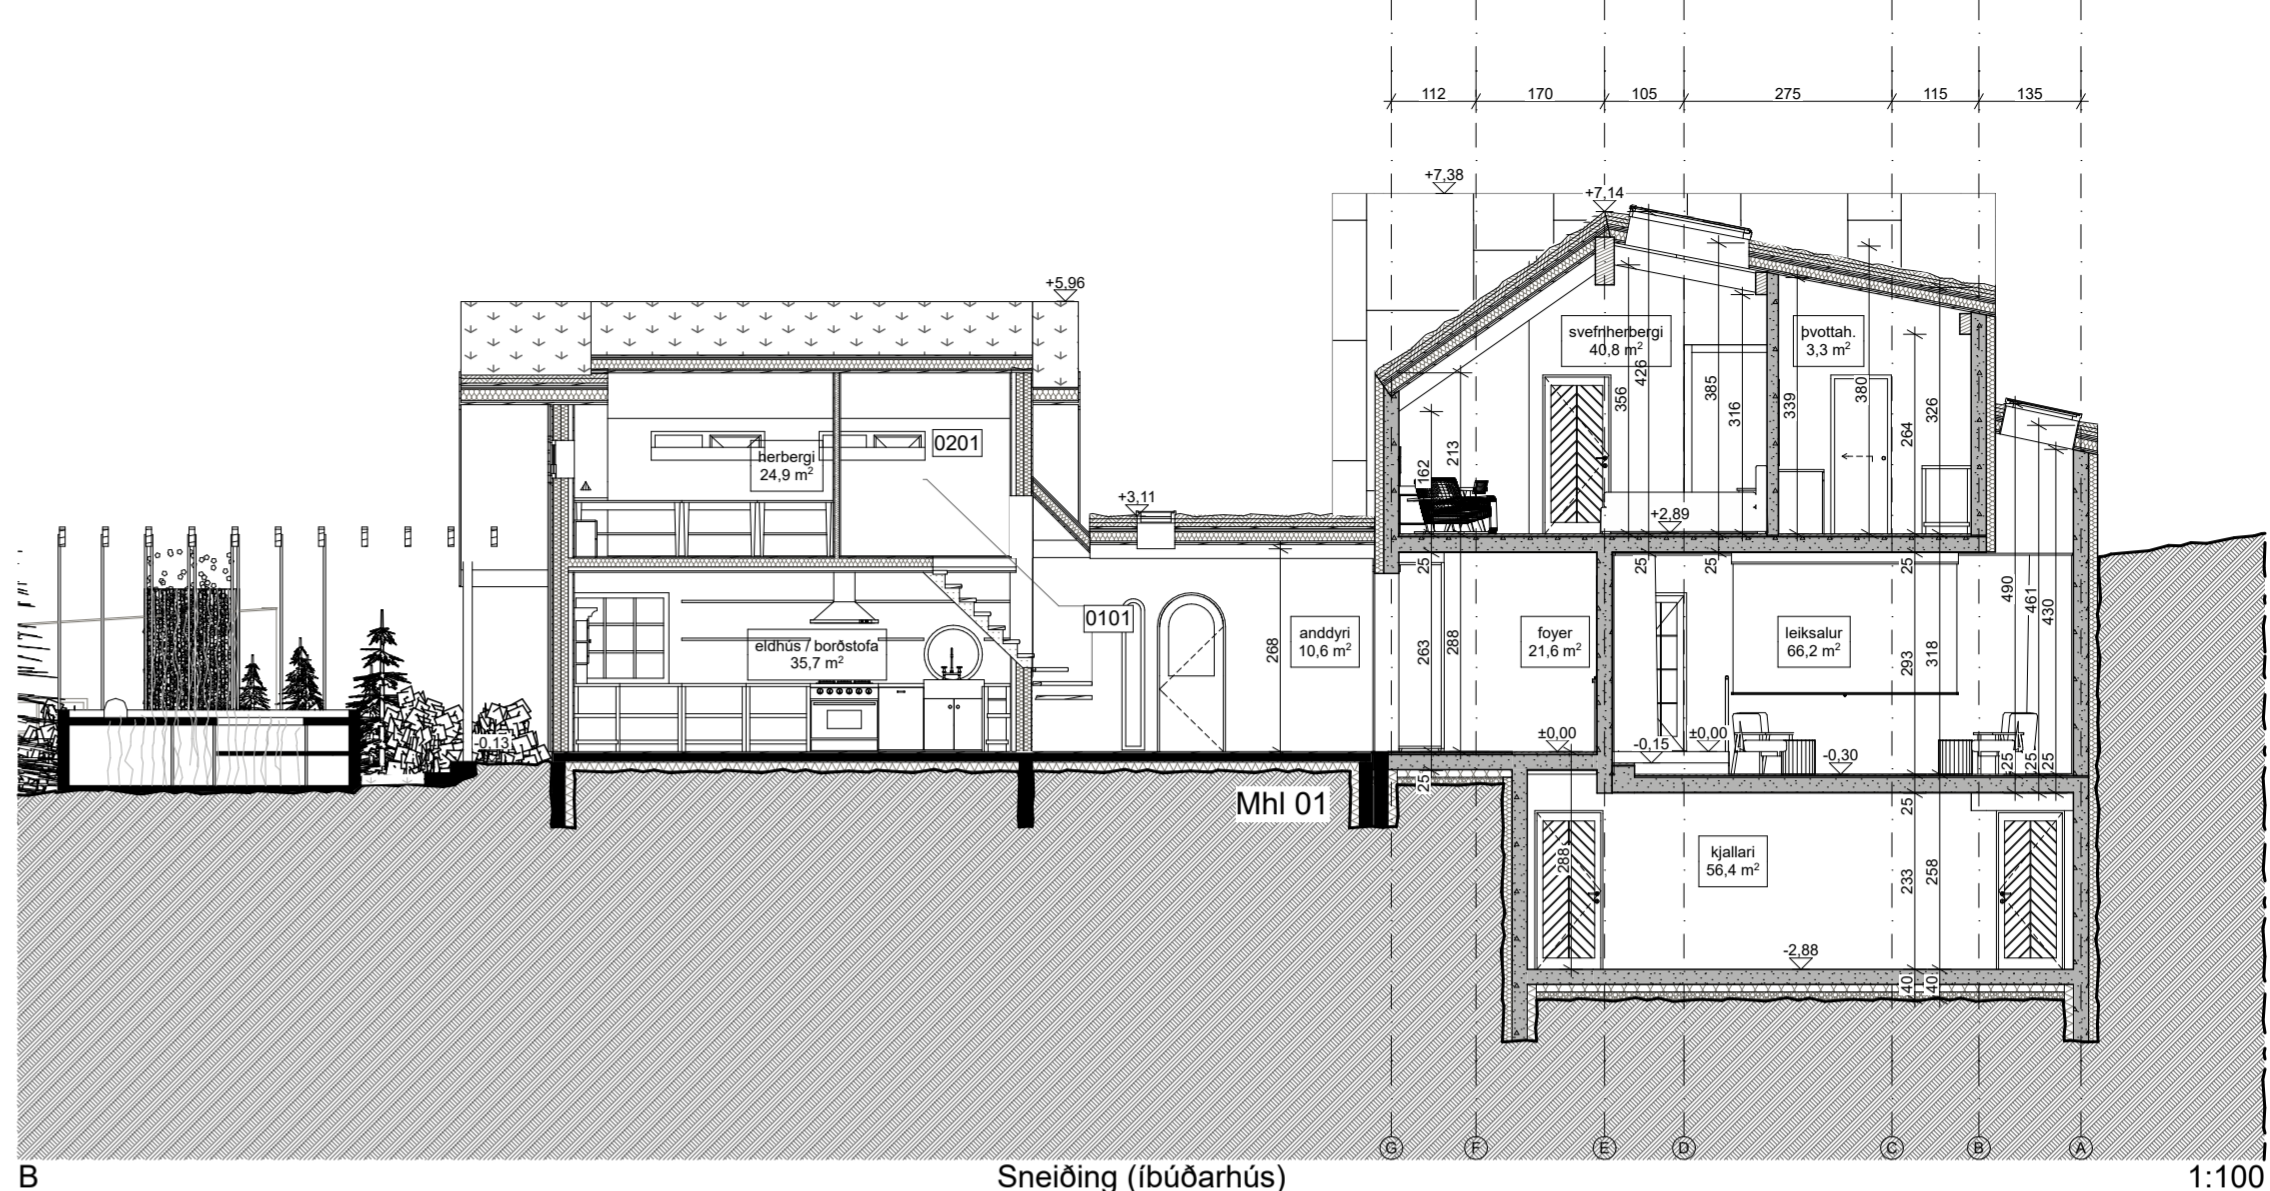 112 170 105 275 115 135
+7,38
+7,14
+5,96
svefnherbergi
40,8 m²
þvottah.
3,3 m²
356
426
385
316
339
380
264
326
162
213
0201
herbergi
24,9 m²
+3,11
+2,89
25
25
25
25
0101
eldhús / borðstofa
35,7 m²
268
anddyri
10,6 m²
263
288
foyer
21,6 m²
leiksalur
66,2 m²
293
318
490
461
430
-0,13
±0,00
-0,15
±0,00
-0,30
25
25
25
25
25
Mhl 01
288
kjallari
56,4 m²
233
258
-2,88
40
40
G F E D C B A
B Sneiðing (íbúðarhús) 1:100